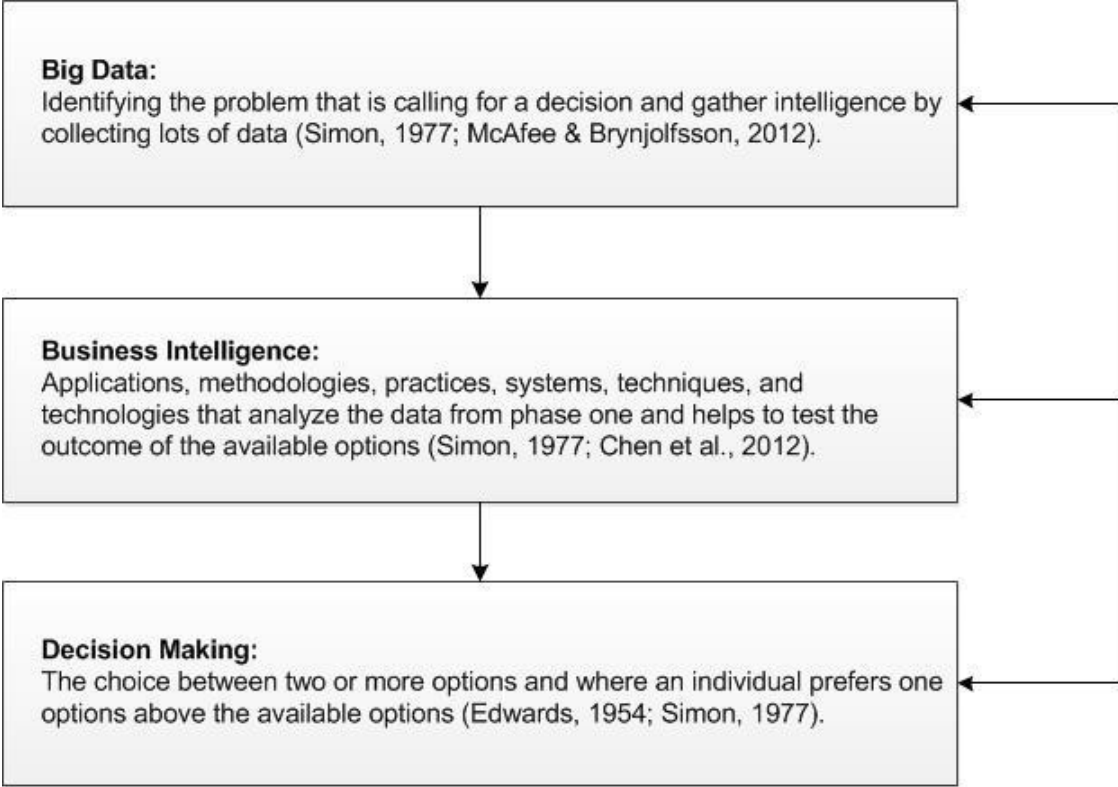 Big Data:
Identifying the problem that is calling for a decision and gather intelligence by
collecting lots of data (Simon, 1977; McAfee & Brynjolfsson, 2012).
Business Intelligence:
Applications, methodologies, practices, systems, techniques, and
technologies that analyze the data from phase one and helps to test the
outcome of the available options (Simon, 1977; Chen et al., 2012).
Decision Making:
The choice between two or more options and where an individual prefers one
options above the available options (Edwards, 1954; Simon, 1977).